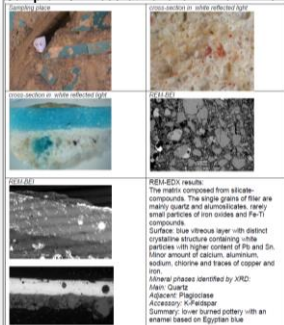 Sampling place
cross-section in white reflected light
cross-section in white reflected light
REM-BEI
REM-BEI
REM-EDX results:
The matrix composed from silicate-
compounds. The single grains of filler are
mainly quartz and alumosilicates, rarely
small particles of iron oxides and Fe-Ti
compounds.
Surface: blue vitreous layer with distinct
crystalline structure containing white
particles with higher content of Pb and Sn.
Minor amount of calcium, aluminium,
sodium, chlorine and traces of copper and
iron.
Mineral phases identified by XRD:
Main: Quartz
Adjacent: Plagioclase
Accessory: K-Feldspar
Summary: lower burned pottery with an
enamel based on Egyptian blue